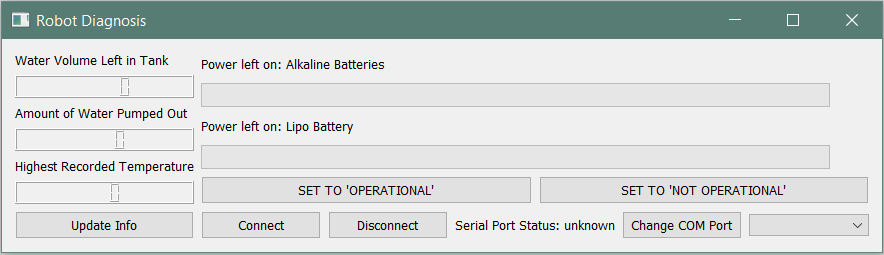 Robot Diagnosis
Water Volume Left in Tank
Power left on: Alkaline Batteries
Amount of Water Pumped Out
Power left on: Lipo Battery
Highest Recorded Temperature
SET TO 'OPERATIONAL'
SET TO 'NOT OPERATIONAL'
Update Info
Connect
Disconnect
Serial Port Status: unknown
Change COM Port